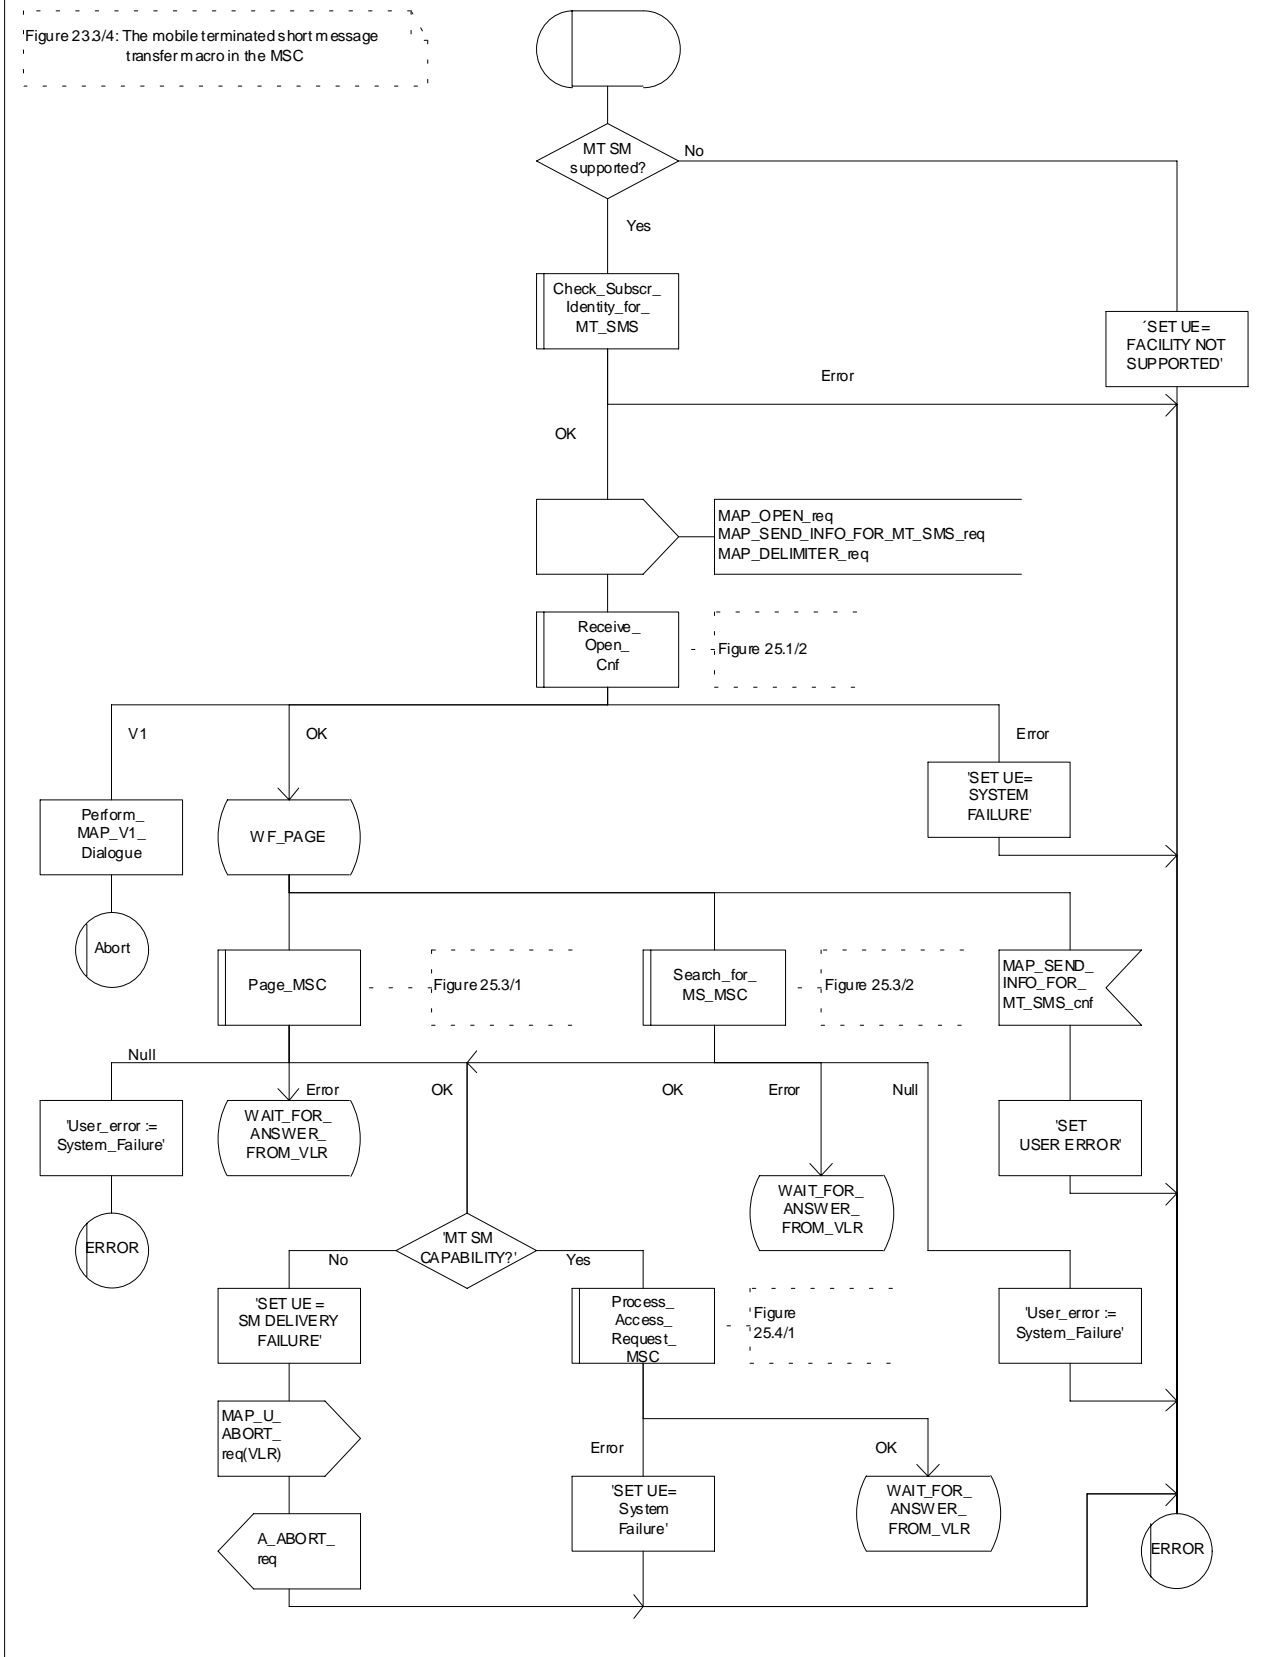 'Figure 23.3/4: The mobile terminated short message
transfer macro in the MSC
MT SM
supported?
No
Yes
Check_Subscr_
Identity_for_
MT_SMS
´SET UE=
FACILITY NOT
SUPPORTED'
Error
OK
MAP_OPEN_req
MAP_SEND_INFO_FOR_MT_SMS_req
MAP_DELIMITER_req
Receive_
Open_
Cnf
Figure 25.1/2
V1
OK
Error
'SET UE=
SYSTEM
FAILURE'
Perform_
MAP_V1_
Dialogue
WF_PAGE
Abort
Page_MSC
Figure 25.3/1
Search_for_
MS_MSC
Figure 25.3/2
MAP_SEND_
INFO_FOR_
MT_SMS_cnf
Null
Error
OK
OK
Error
Null
'User_error :=
System_Failure'
WAIT_FOR_
ANSWER_
FROM_VLR
'SET
USER ERROR'
WAIT_FOR_
ANSWER_
FROM_VLR
ERROR
'MT SM
CAPABILITY?'
No
Yes
'SET UE =
SM DELIVERY
FAILURE'
Process_
Access_
Request_
MSC
Figure
25.4/1
'User_error :=
System_Failure'
MAP_U_
ABORT_
req(VLR)
Error
OK
'SET UE=
System
Failure'
WAIT_FOR_
ANSWER_
FROM_VLR
A_ABORT_
req
ERROR